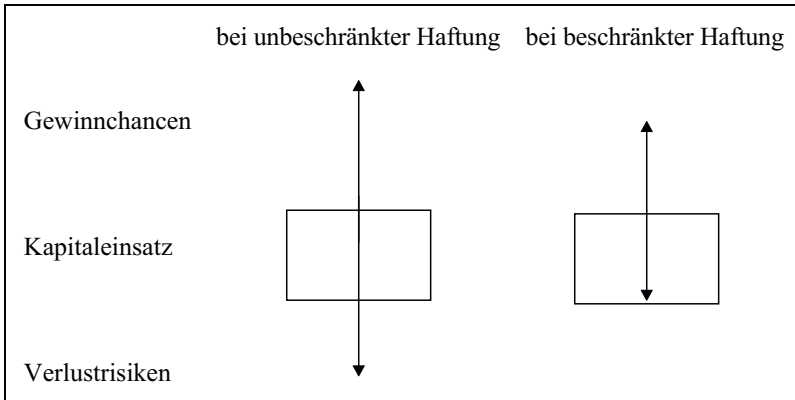 bei unbeschränkter Haftung bei beschränkter Haftung
Gewinnchancen
Kapitaleinsatz
Verlustrisiken